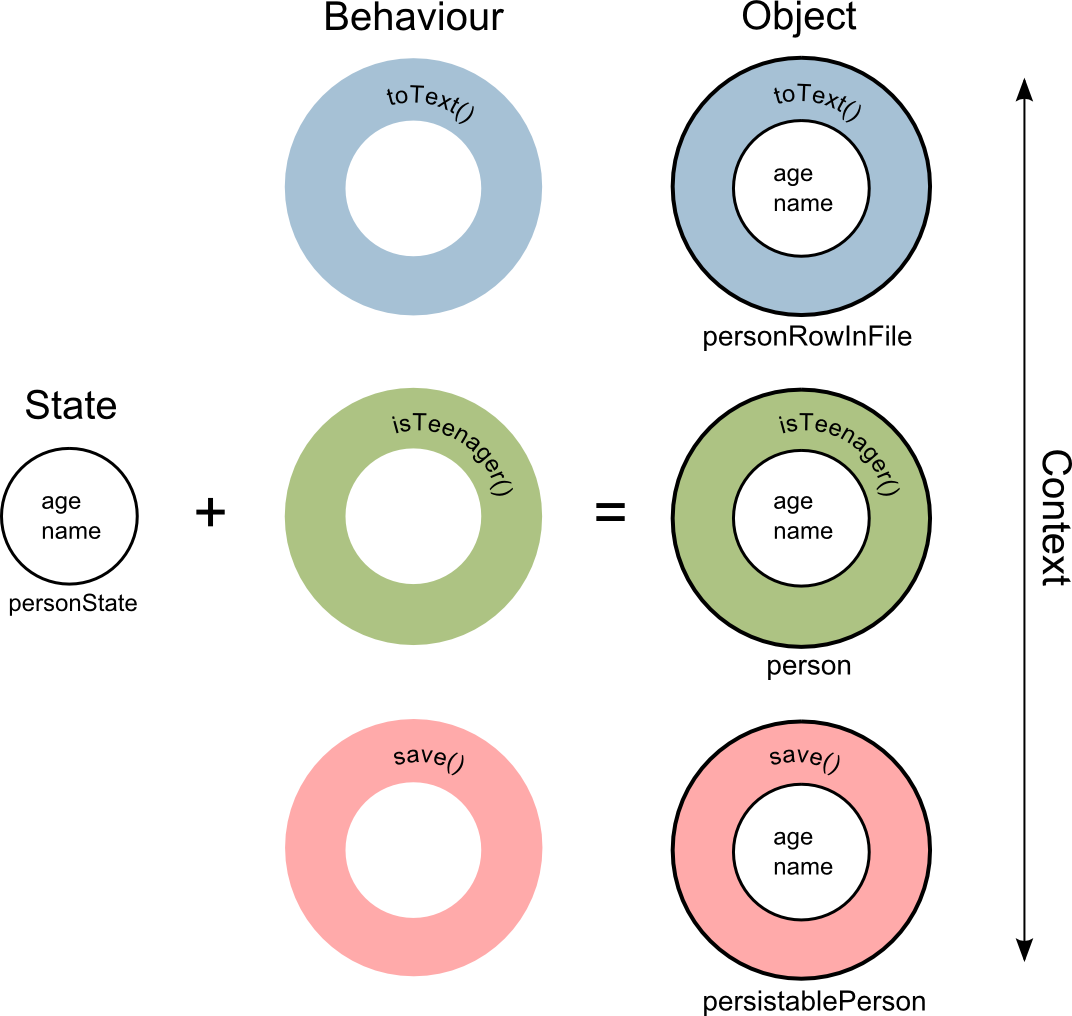 Behaviour
Object
toText()
toText()
age
name
personRowInFile
State
age
name
personState
+
isTeenager()
=
isTeenager()
age
name
person
Context
save()
save()
age
name
persistablePerson